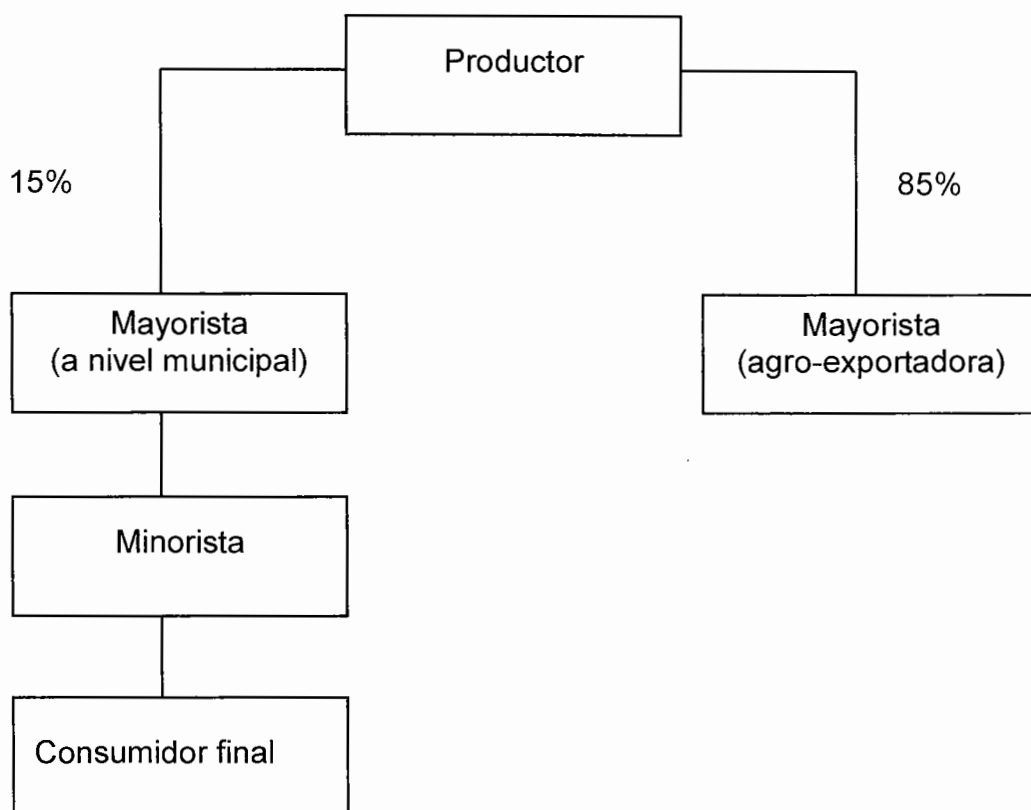 Productor
15%
85%
Mayorista
(a nivel municipal)
Mayorista
(agro-exportadora)
Minorista
Consumidor final